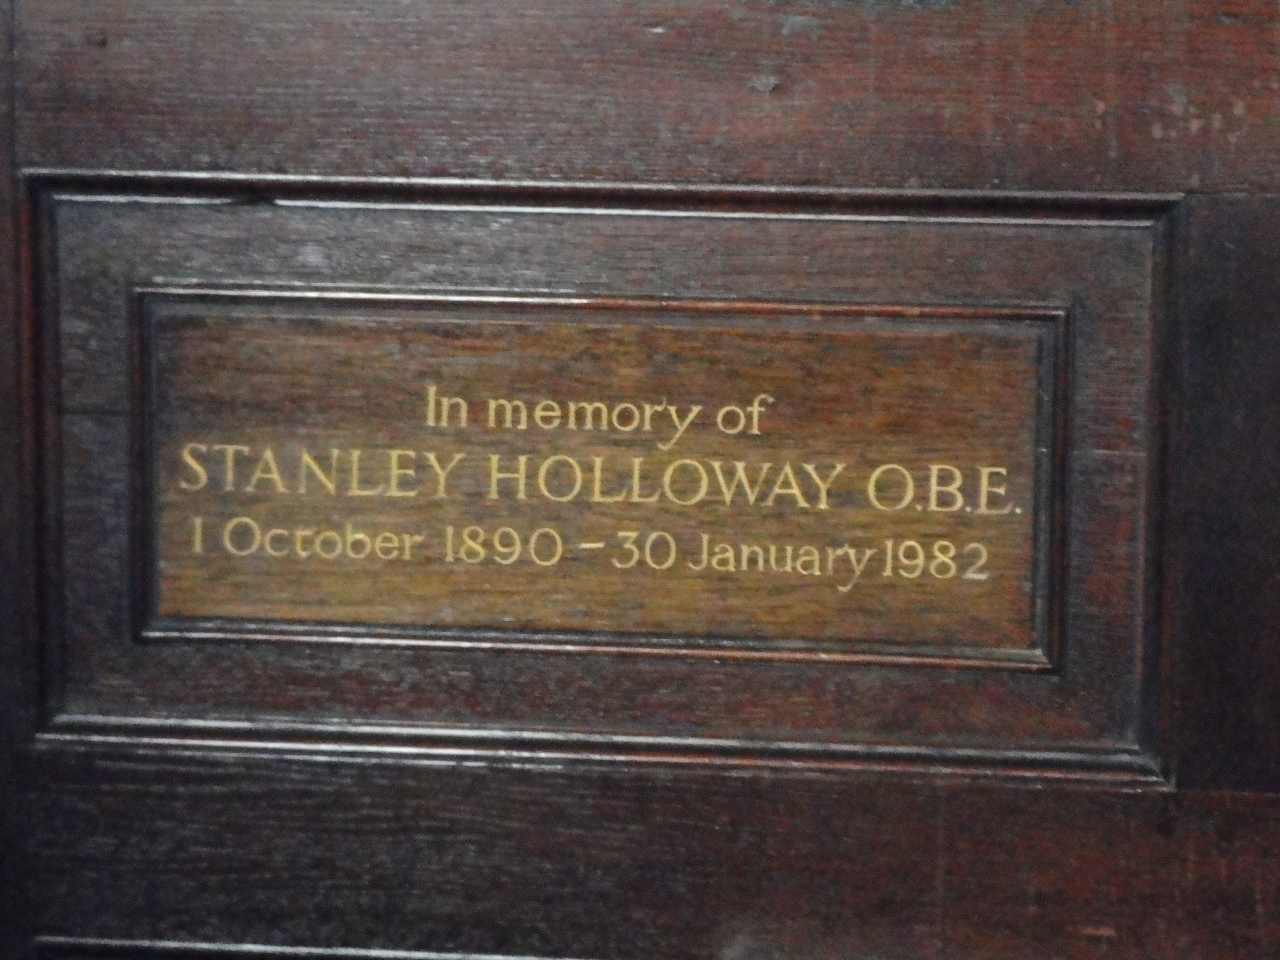 In memory of
STANLEY HOLLOWAY O.B.E.
1 October 1890 – 30 January 1982